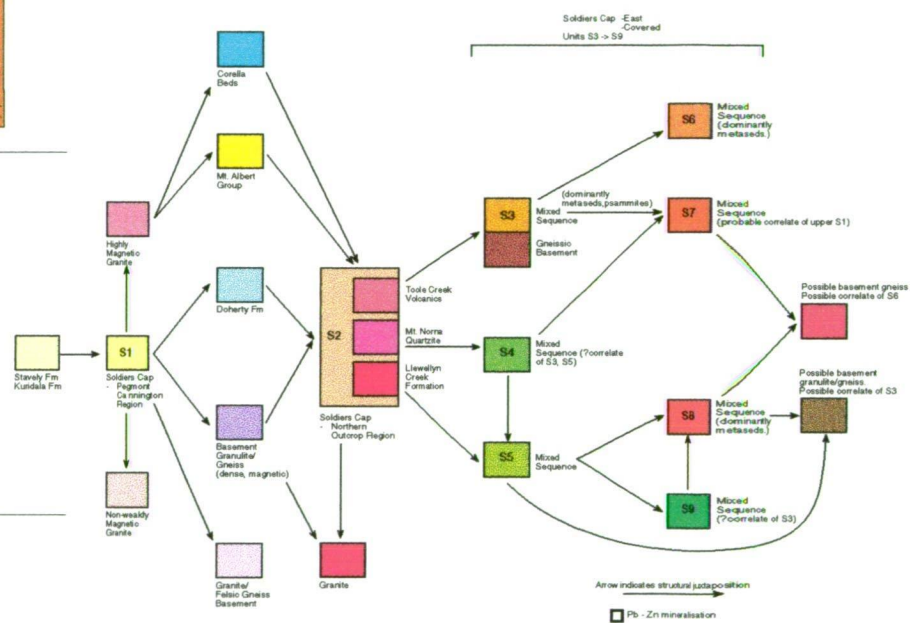 Soldiers Cap -East
-Covered
Units S3 -> S9
Corella
Beds
Mt. Albert
Group
Highly
Magnetic
Granite
Doherty Fm
Stavely Fm
Kuridala Fm
S1
Soldiers Cap
- Pegmont
Cannington
Region
Basement
Granulite/
Gneiss
(dense, magnetic)
Non-weakly
Magnetic
Granite
Granite/
Felsic Gneiss
Basement
Granite
S2
Toole Creek
Volcanics
Mt. Norna
Quartzite
Llewellyn
Creek
Formation
Soldiers Cap
- Northern
Outcrop Region
S3
Mixed
Sequence
Gneissic
Basement
(dominantly
metaseds,psammites)
S4
Mixed
Sequence (?correlate
of S3, S5)
S5
Mixed
Sequence
S6
Mixed
Sequence
(dominantly
metaseds.)
S7
Mixed
Sequence
(probable correlate of upper S1)
S8
Mixed
Sequence
(dominantly
metaseds.)
S9
Mixed
Sequence
(?correlate of S3)
Possible basement gneiss
Possible correlate of S6
Possible basement
granulite/gneiss.
Possible correlate of S3
Arrow indicates structural juxtaposition
Pb - Zn mineralisation